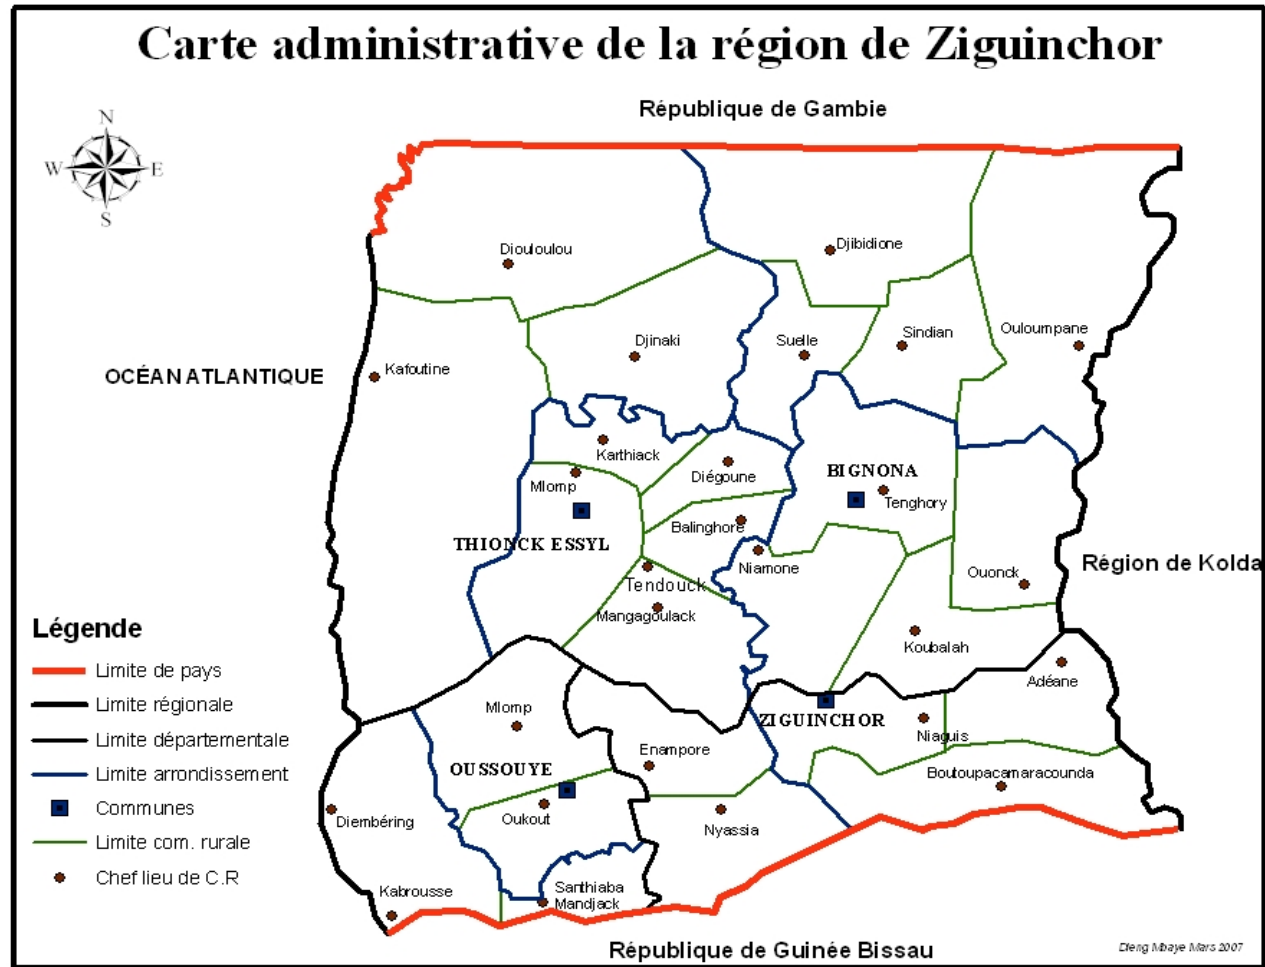 Carte administrative de la région de Ziguinchor
République de Gambie
N
W E
S
Diouloulou
Djibidione
Djinaki
Suelle
Sindian
Ouloumpane
OCÉAN ATLANTIQUE
Kafoutine
Karthiack
Mlomp
Diégoune
BIGNONA
Tenghory
Balinghore
THIONCK ESSYL
Niamone
Région de Kolda
Ouonck
Tendouck
Mangagoulack
Koubalah
Adéane
Légende
Limite de pays
Limite régionale
Limite départementale
Limite arrondissement
Communes
Limite com. rurale
Chef lieu de C.R
Mlomp
ZIGUINCHOR
Niaguis
Enampore
OUSSOUYE
Boutoupacamaracounda
Diembéring
Oukout
Nyassia
Kabrousse
Santhiaba
Mandjack
République de Guinée Bissau
Dieng Mbaye Mars 2007